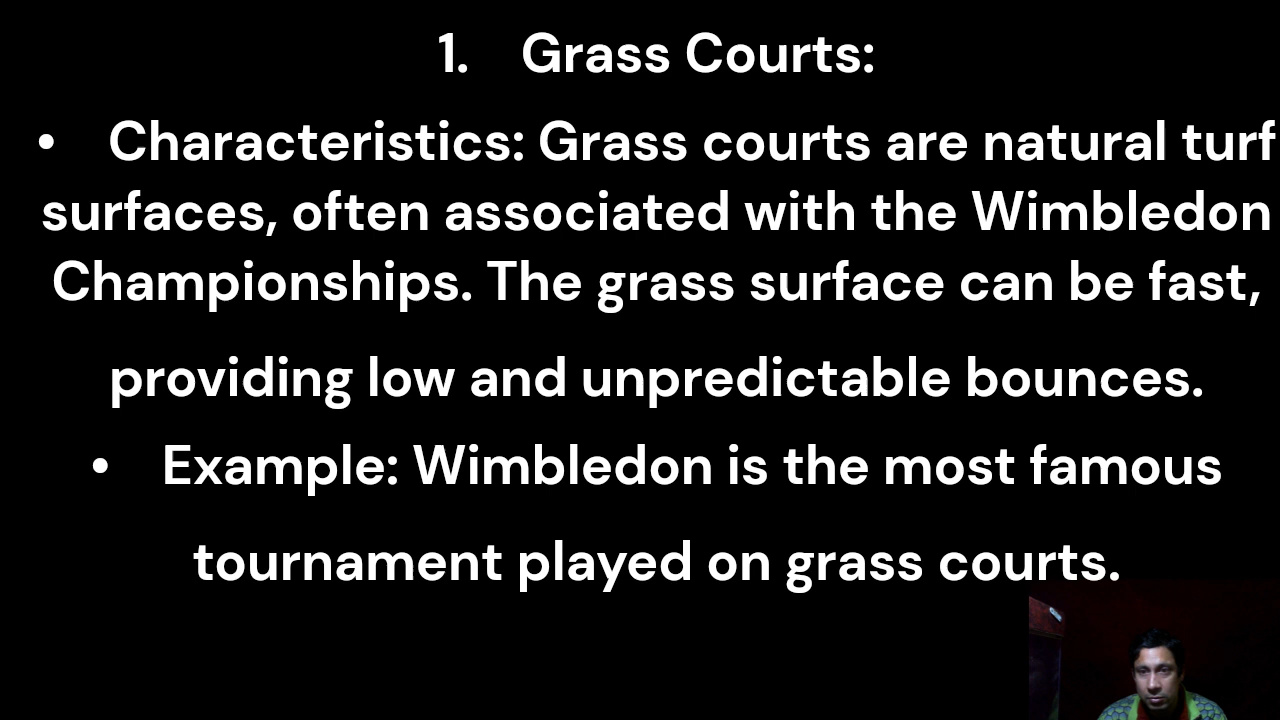 1. Grass Courts:
• Characteristics: Grass courts are natural turf
surfaces, often associated with the Wimbledon
Championships. The grass surface can be fast,
providing low and unpredictable bounces.
• Example: Wimbledon is the most famous
tournament played on grass courts.